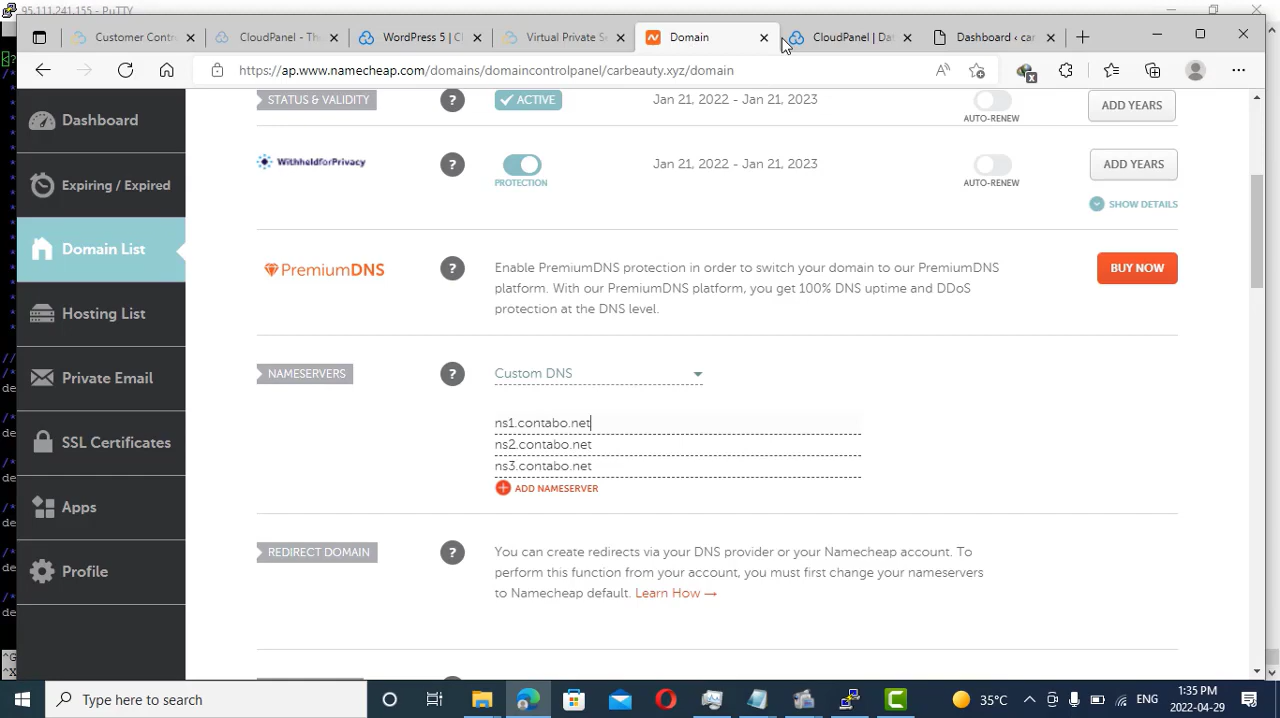 95.111.241.155 - PuTTY
Customer Contr
CloudPanel - The
WordPress 5 | Cl
Virtual Private Se
Domain
CloudPanel | Dat
Dashboard ‹ car
https://ap.www.namecheap.com/domains/domaincontrolpanel/carbeauty.xyz/domain
Dashboard
Expiring / Expired
Domain List
Hosting List
Private Email
SSL Certificates
Apps
Profile
STATUS & VALIDITY
?
ACTIVE
Jan 21, 2022 - Jan 21, 2023
AUTO-RENEW
ADD YEARS
WithheldforPrivacy
?
PROTECTION
Jan 21, 2022 - Jan 21, 2023
AUTO-RENEW
ADD YEARS
SHOW DETAILS
PremiumDNS
?
Enable PremiumDNS protection in order to switch your domain to our PremiumDNS
platform. With our PremiumDNS platform, you get 100% DNS uptime and DDoS
protection at the DNS level.
BUY NOW
NAMESERVERS
?
Custom DNS
ns1.contabo.net
ns2.contabo.net
ns3.contabo.net
ADD NAMESERVER
REDIRECT DOMAIN
?
You can create redirects via your DNS provider or your Namecheap account. To
perform this function from your account, you must first change your nameservers
to Namecheap default. Learn How →
Type here to search
35°C
ENG
1:35 PM
2022-04-29